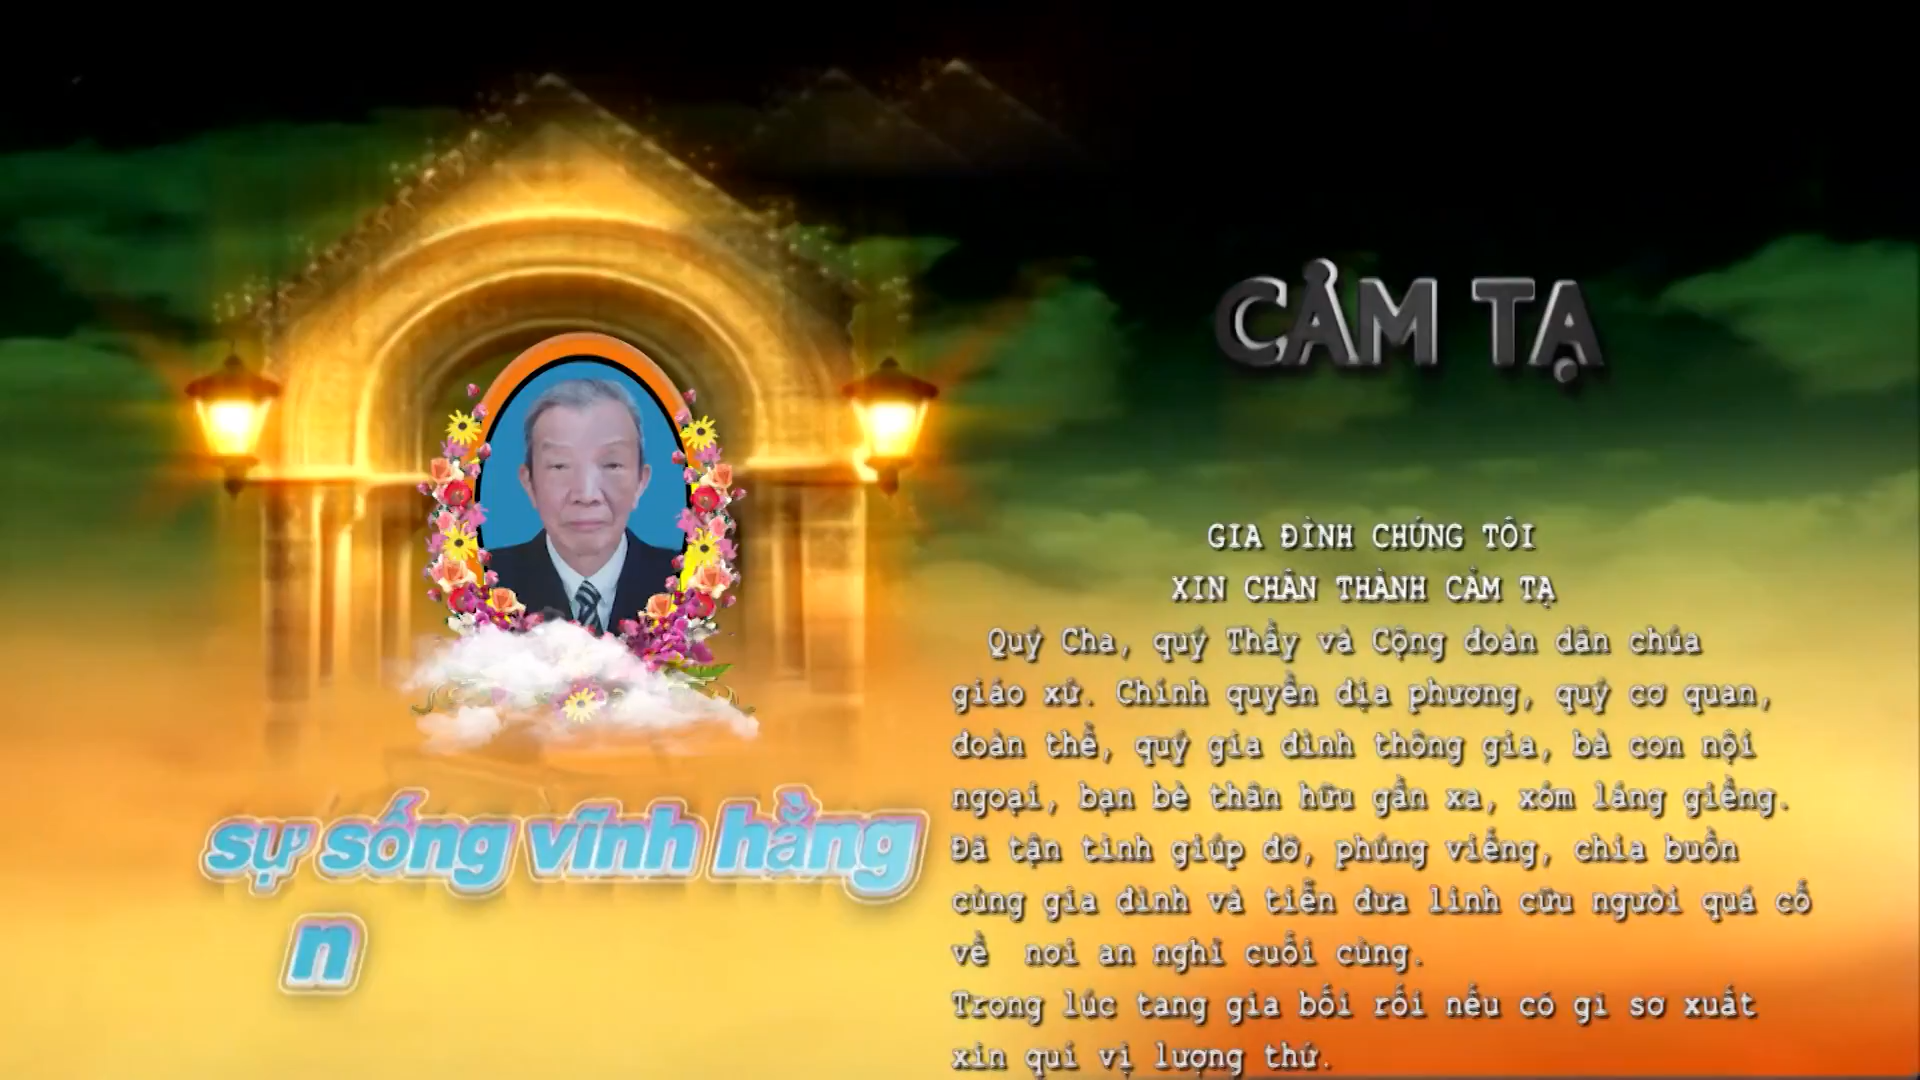 CẢM TẠ
GIA ĐÌNH CHÚNG TÔI
XIN CHÂN THÀNH CẢM TẠ
Quý Cha, quý Thầy và Cộng đoàn dân chúa
giáo xứ. Chính quyền địa phương, quý cơ quan,
đoàn thể, quý gia đình thông gia, bà con nội
ngoại, bạn bè thân hữu gần xa, xóm láng giềng.
Đã tận tình giúp đỡ, phúng viếng, chia buồn
cùng gia đình và tiễn đưa linh cữu người quá cố
về  nơi an nghỉ cuối cùng.
Trong lúc tang gia bối rối nếu có gì sơ xuất
xin quí vị lượng thứ.
sự sống vĩnh hằng
n